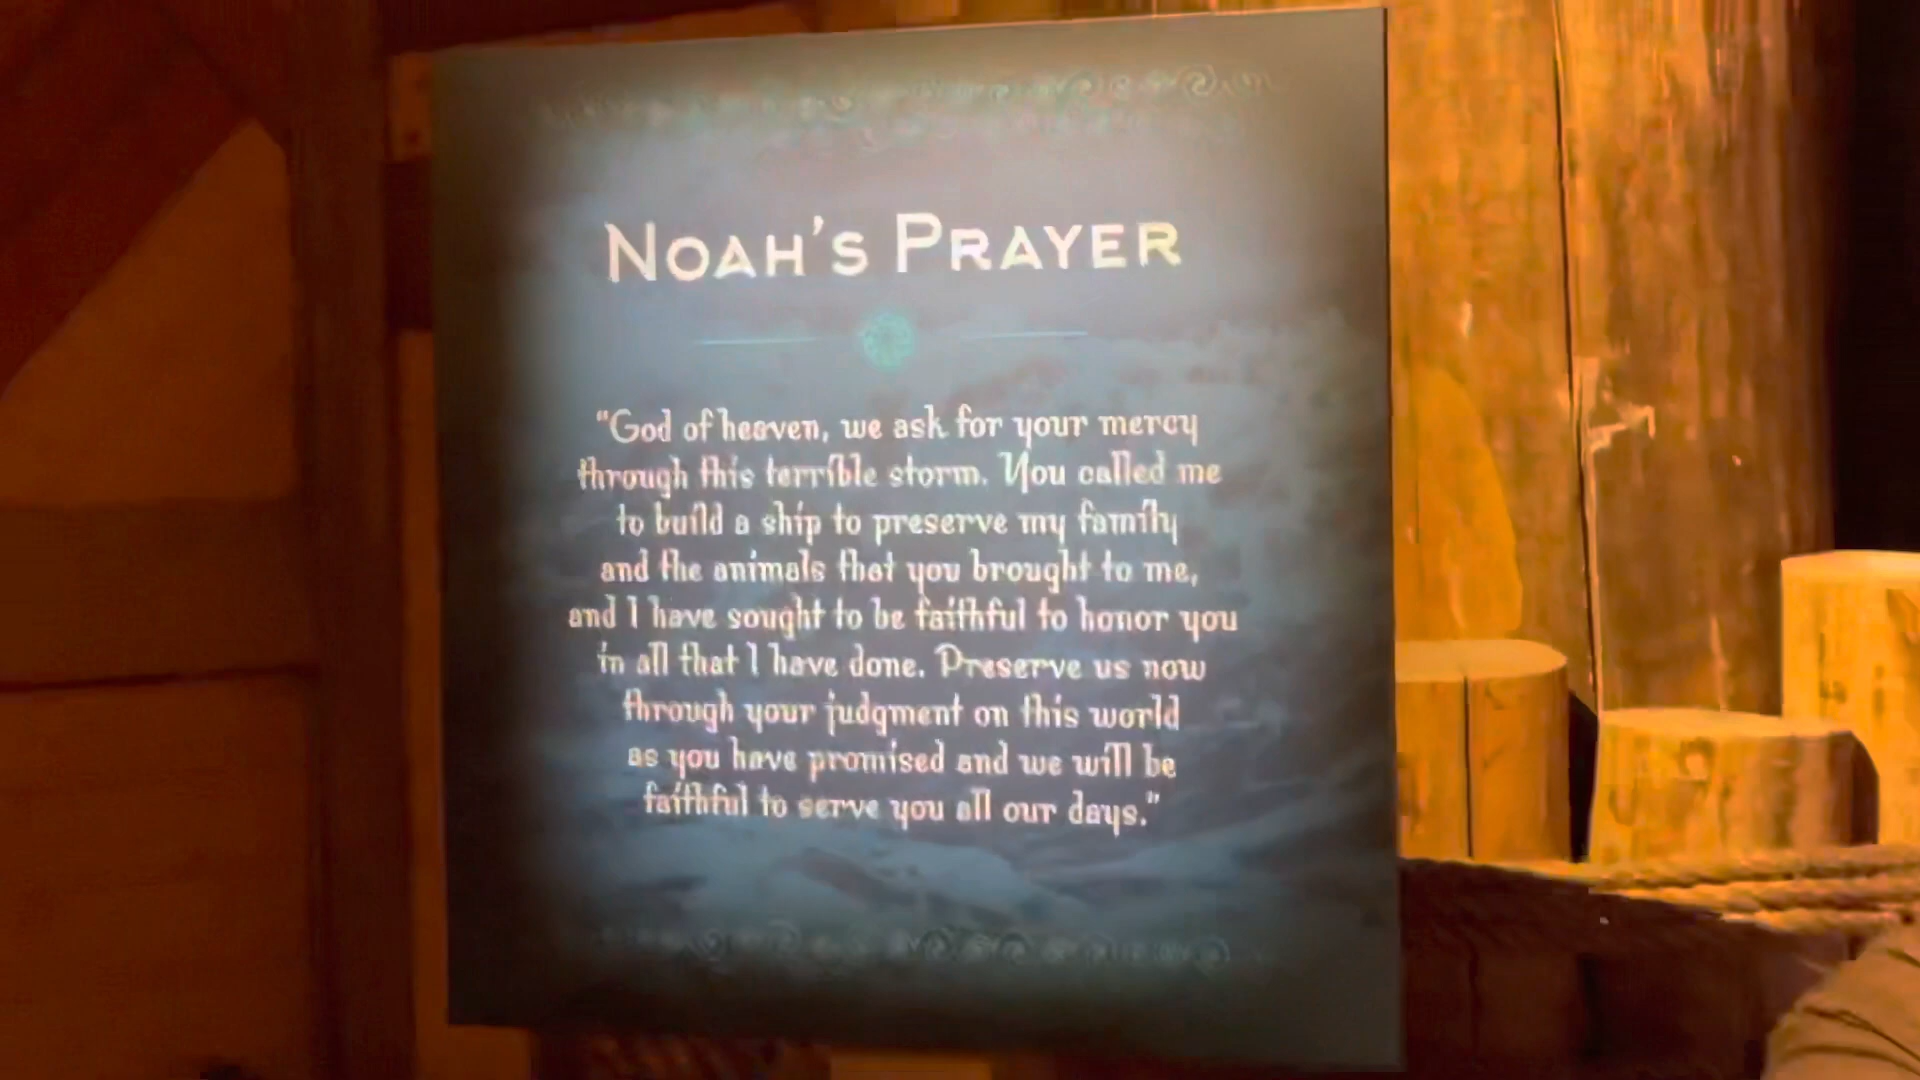 NOAH'S PRAYER
"God of heaven, we ask for your mercy
through this terrible storm. You called me
to build a ship to preserve my family
and the animals that you brought to me,
and I have sought to be faithful to honor you
in all that I have done. Preserve us now
through your judgment on this world
as you have promised and we will be
faithful to serve you all our days."